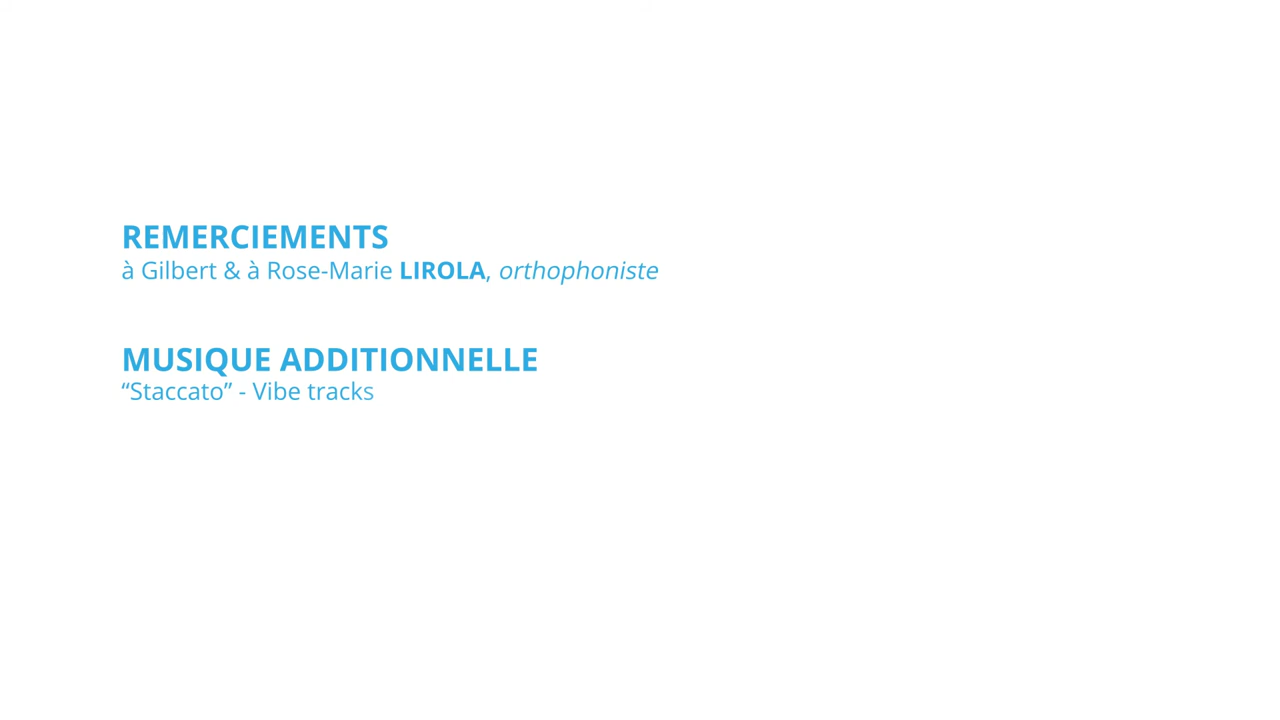 REMERCIEMENTS
à Gilbert & à Rose-Marie LIROLA, orthophoniste
MUSIQUE ADDITIONNELLE
“Staccato” - Vibe tracks